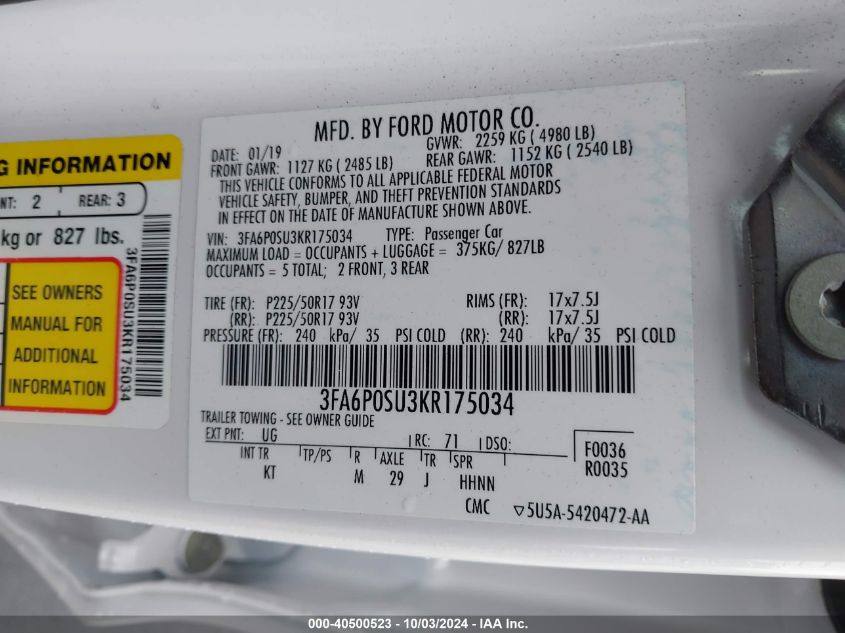 G INFORMATION
NT: 2 REAR: 3
kg or 827 lbs.
SEE OWNERS
MANUAL FOR
ADDITIONAL
INFORMATION
3FA6P0SU3KR175034
MFD. BY FORD MOTOR CO.
DATE: 01/19 GVWR: 2259 KG ( 4980 LB)
FRONT GAWR: 1127 KG ( 2485 LB) REAR GAWR: 1152 KG ( 2540 LB)
THIS VEHICLE CONFORMS TO ALL APPLICABLE FEDERAL MOTOR
VEHICLE SAFETY, BUMPER, AND THEFT PREVENTION STANDARDS
IN EFFECT ON THE DATE OF MANUFACTURE SHOWN ABOVE.
VIN: 3FA6P0SU3KR175034 TYPE: Passenger Car
MAXIMUM LOAD = OCCUPANTS + LUGGAGE = 375KG/ 827LB
OCCUPANTS = 5 TOTAL; 2 FRONT, 3 REAR
TIRE (FR): P225/50R17 93V RIMS (FR): 17x7.5J
(RR): P225/50R17 93V (RR): 17x7.5J
PRESSURE (FR): 240 kPa/ 35 PSI COLD (RR): 240 kPa/ 35 PSI COLD
3FA6P0SU3KR175034
TRAILER TOWING - SEE OWNER GUIDE
EXT PNT: UG RC: 71 DSO: F0036
INT TR TP/PS R AXLE TR SPR R0035
KT M 29 J HHNN
CMC ▽5U5A-5420472-AA
000-40500523 - 10/03/2024 - IAA Inc.